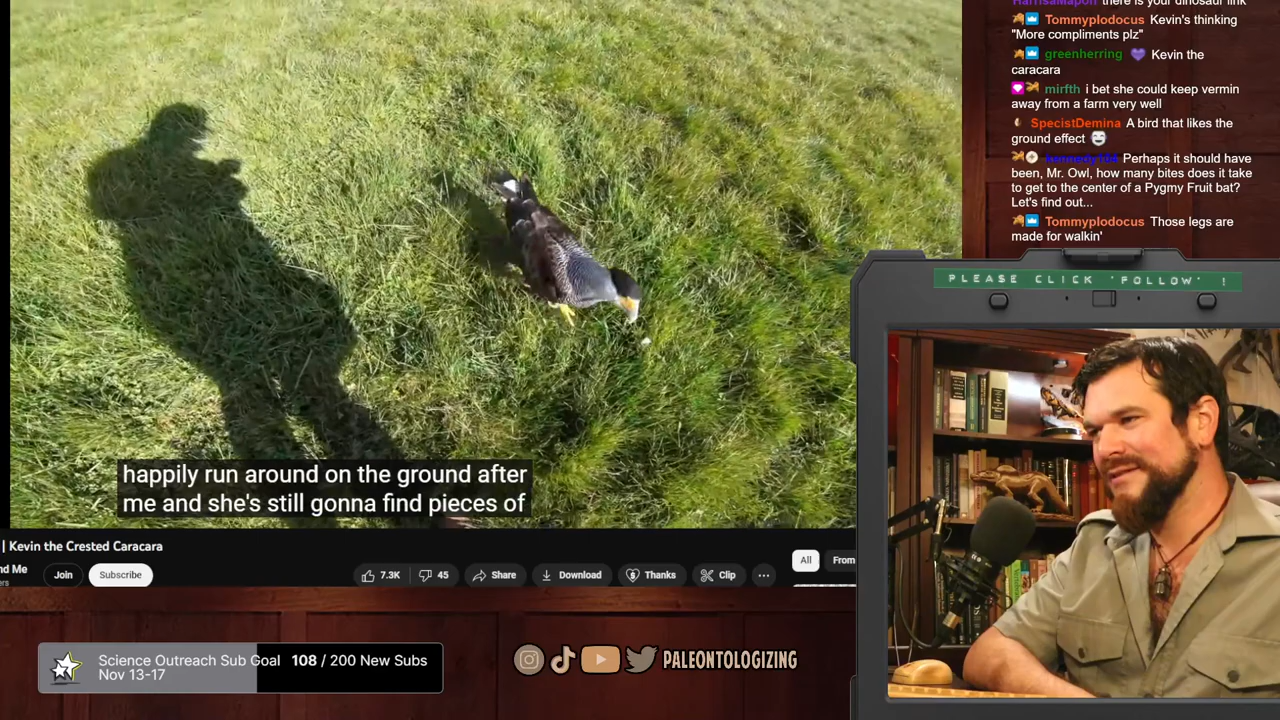 HarrisaMapon there is your dinosaur link
Tommyplodocus Kevin's thinking
"More compliments plz"
greenherring Kevin the
caracara
mirfth i bet she could keep vermin
away from a farm very well
SpecistDemina A bird that likes the
ground effect
Perhaps it should have
been, Mr. Owl, how many bites does it take
to get to the center of a Pygmy Fruit bat?
Let's find out...
Tommyplodocus Those legs are
made for walkin'
PLEASE CLICK "FOLLOW" !
happily run around on the ground after
me and she's still gonna find pieces of
| Kevin the Crested Caracara
nd Me
ers
Join
Subscribe
7.3K
45
Share
Download
Thanks
Clip
All
From
Science Outreach Sub Goal 108 / 200 New Subs
Nov 13-17
PALEONTOLOGIZING